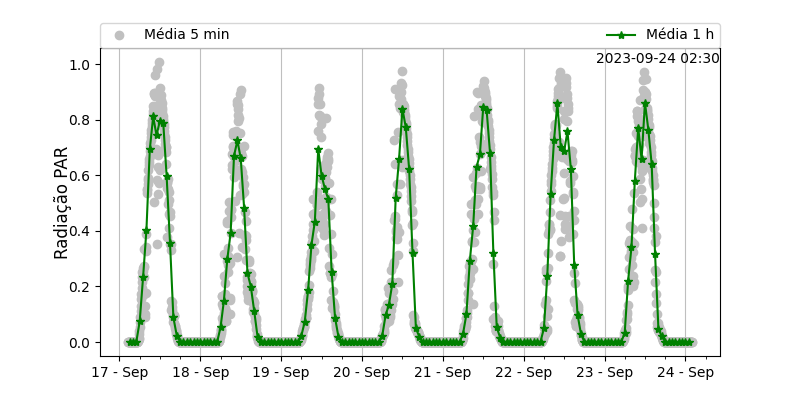 Média 5 min
Média 1 h
2023-09-24 02:30
Radiação PAR
1.0
0.8
0.6
0.4
0.2
0.0
17 - Sep
18 - Sep
19 - Sep
20 - Sep
21 - Sep
22 - Sep
23 - Sep
24 - Sep